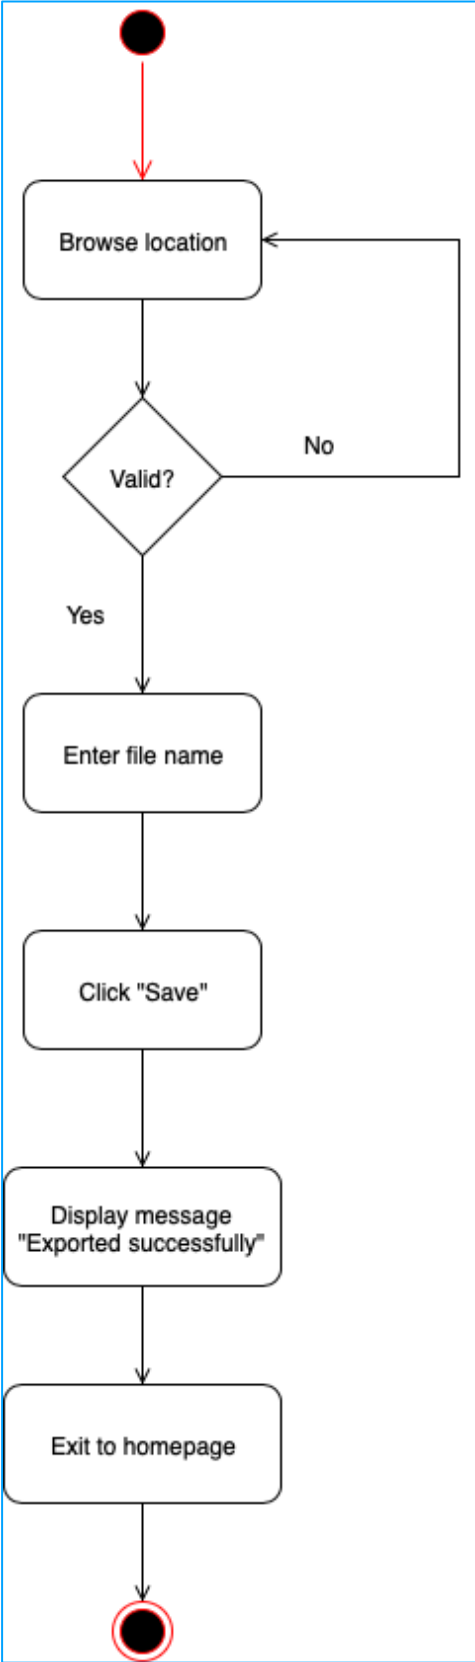 Browse location
Valid?
No
Yes
Enter file name
Click "Save"
Display message
"Exported successfully"
Exit to homepage